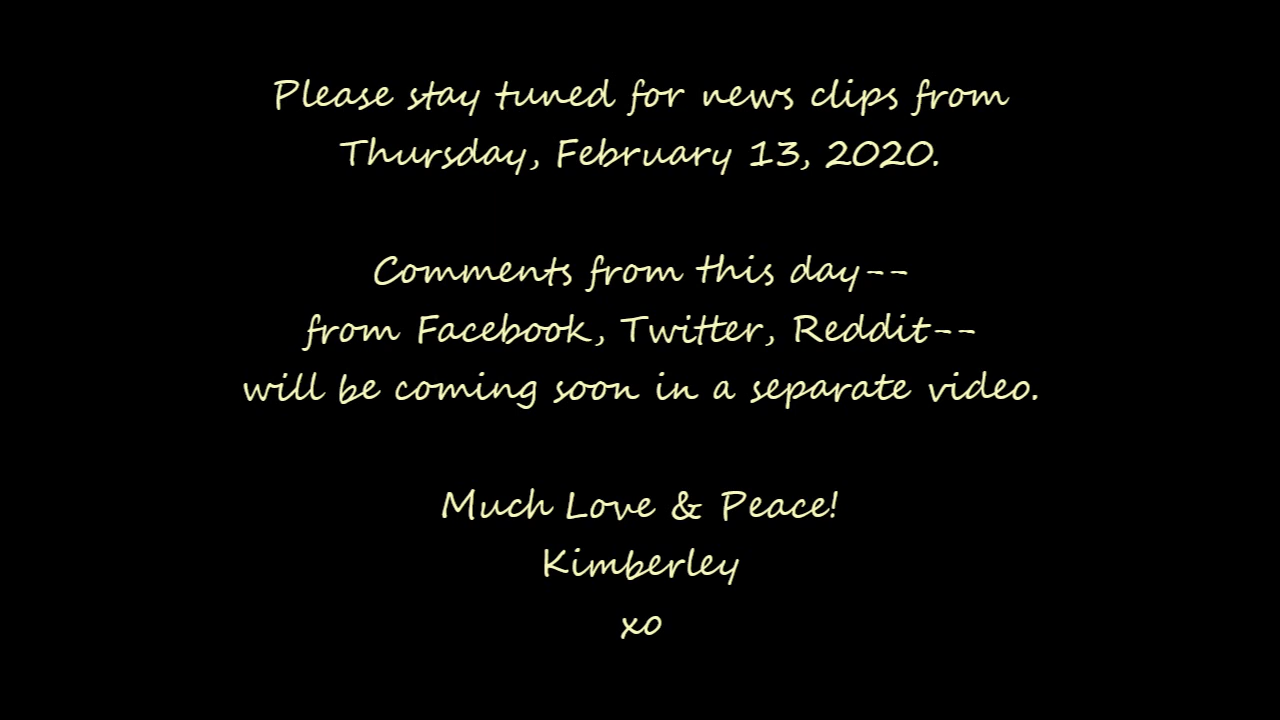 Please stay tuned for news clips from
Thursday, February 13, 2020.
Comments from this day--
from Facebook, Twitter, Reddit--
will be coming soon in a separate video.
Much Love & Peace!
Kimberley
xo